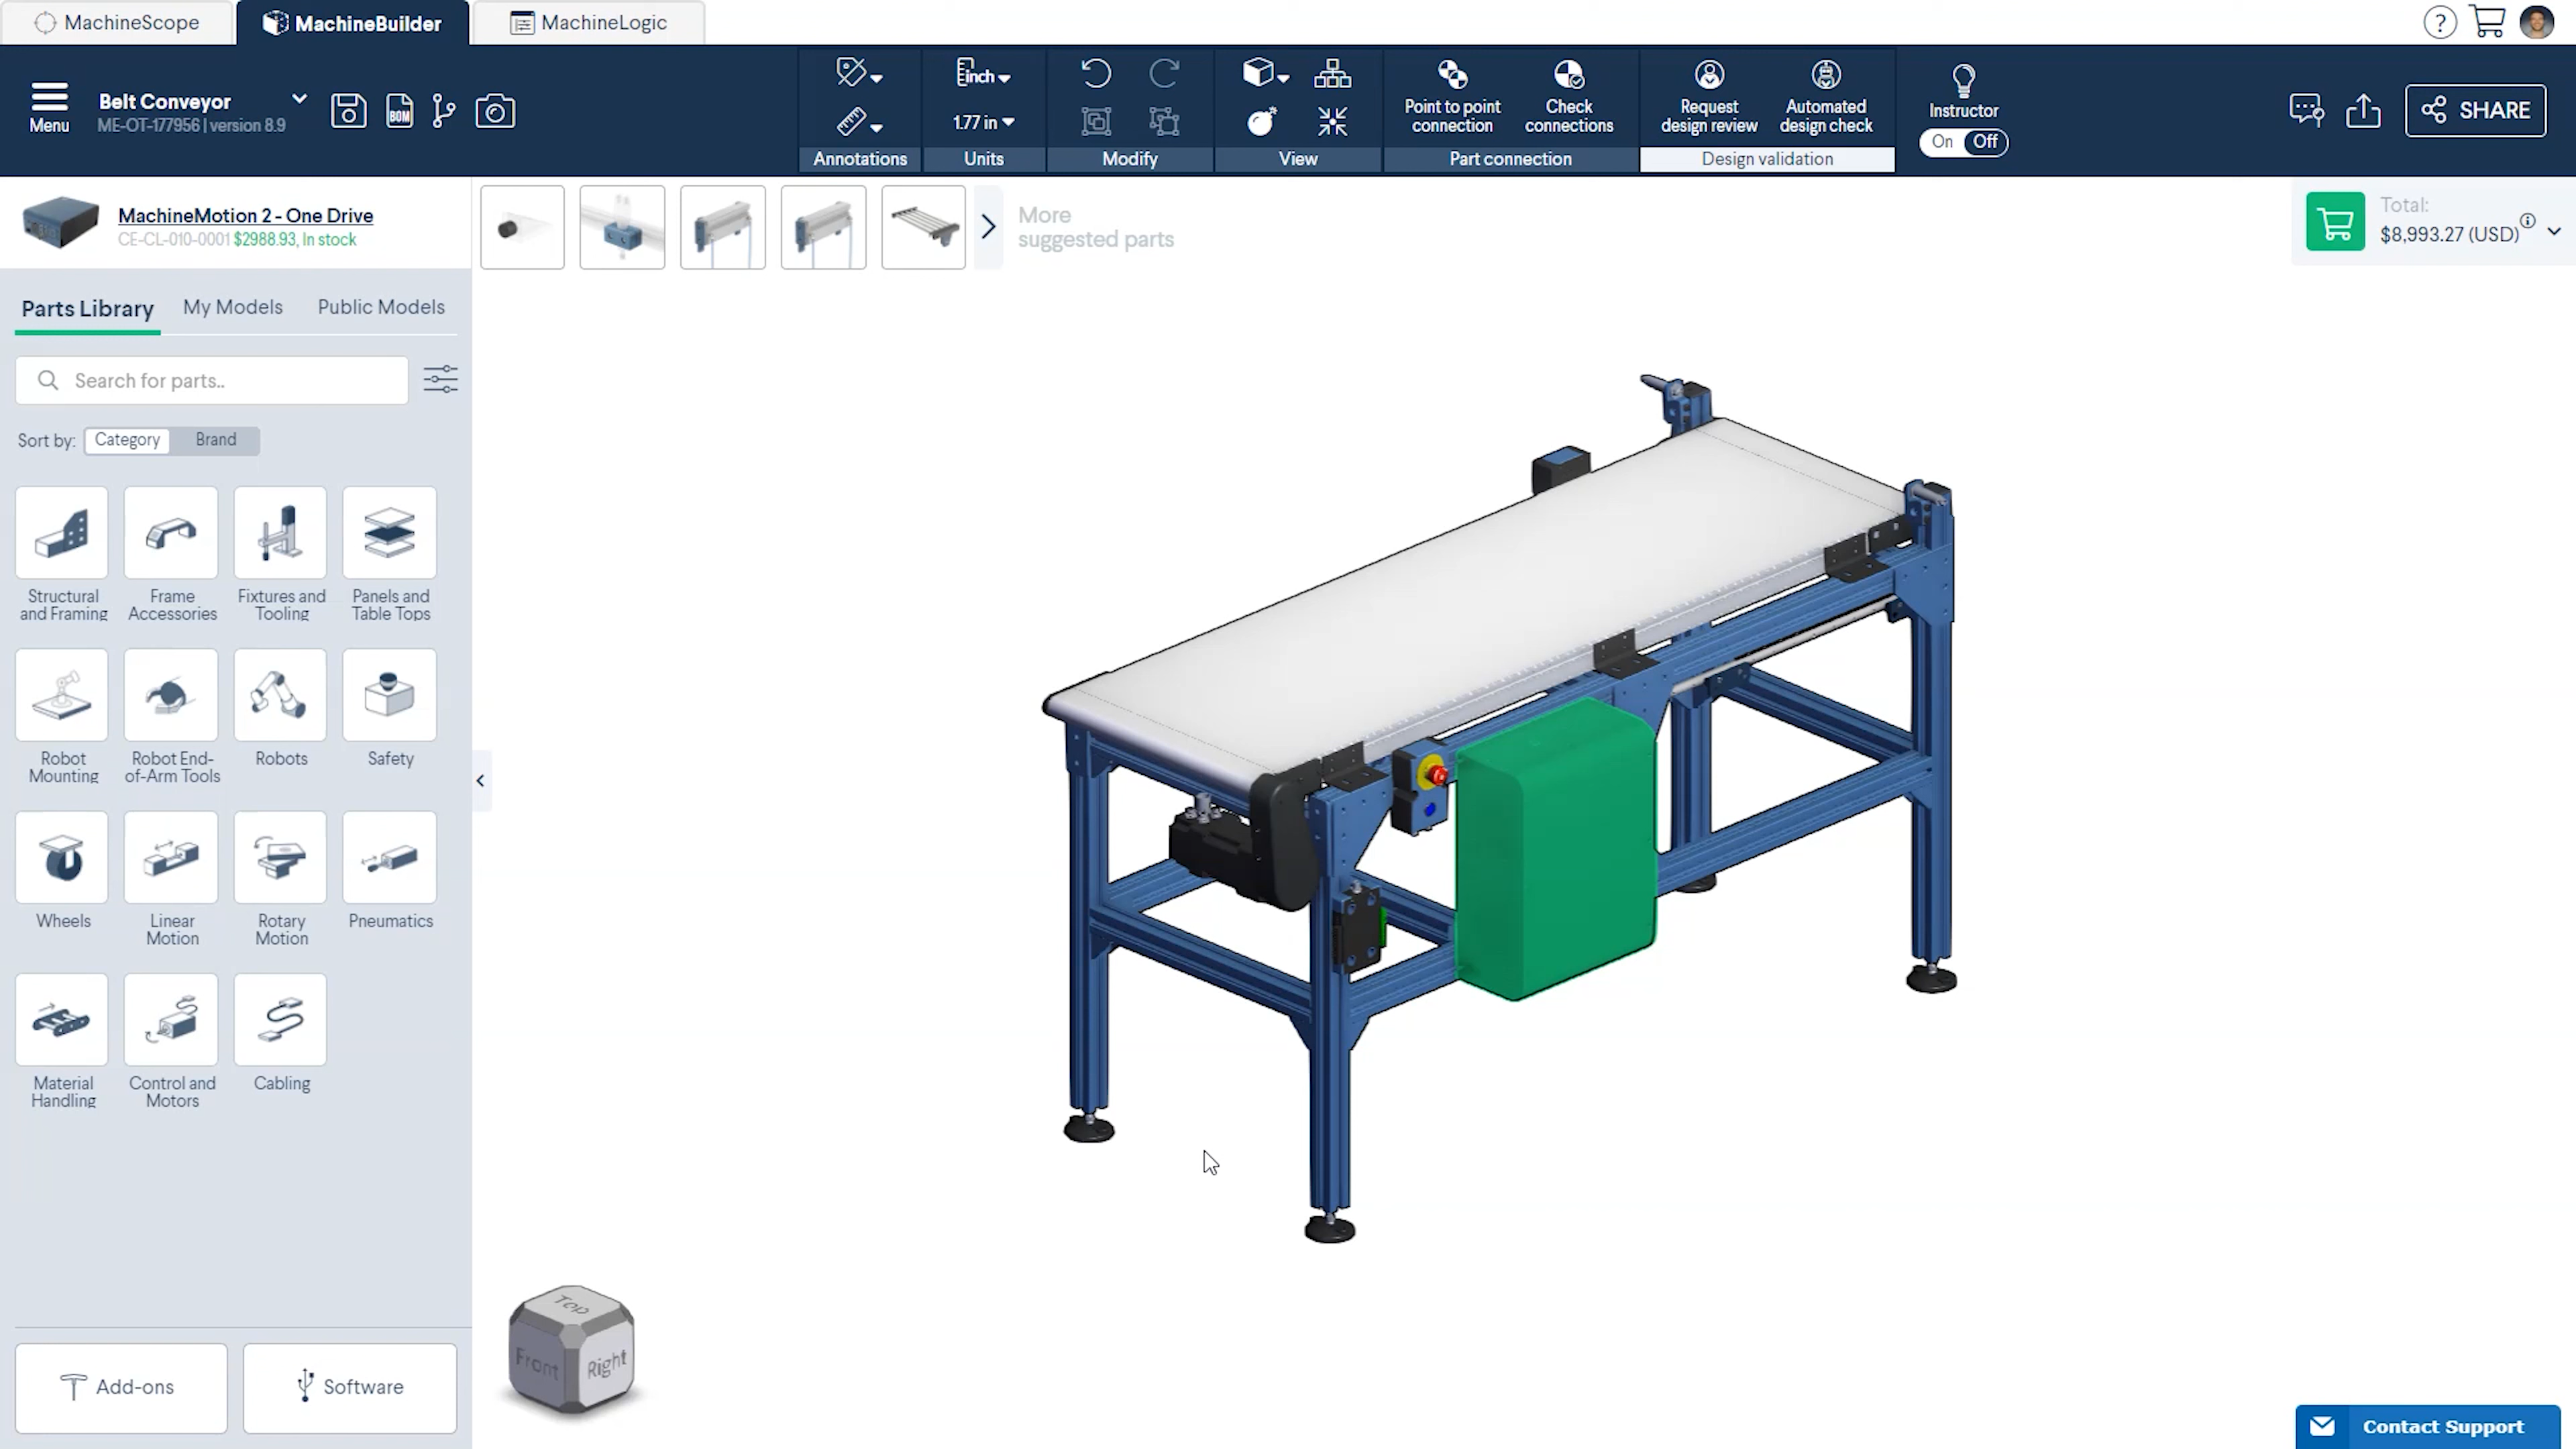 MachineScope
MachineBuilder
MachineLogic
?
Menu
Belt Conveyor
ME-OT-177956 | version 8.9
BOM
inch
1.77 in
Annotations
Units
Modify
View
Point to point
connection
Check
connections
Part connection
Request
design review
Automated
design check
Design validation
Instructor
On
Off
SHARE
MachineMotion 2 - One Drive
CE-CL-010-0001 $2988.93, In stock
More
suggested parts
Total:
$8,993.27 (USD)
Parts Library
My Models
Public Models
Search for parts..
Sort by:
Category
Brand
Structural
and Framing
Frame
Accessories
Fixtures and
Tooling
Panels and
Table Tops
Robot
Mounting
Robot End-
of-Arm Tools
Robots
Safety
Wheels
Linear
Motion
Rotary
Motion
Pneumatics
Material
Handling
Control and
Motors
Cabling
Add-ons
Software
Top
Front
Right
Contact Support